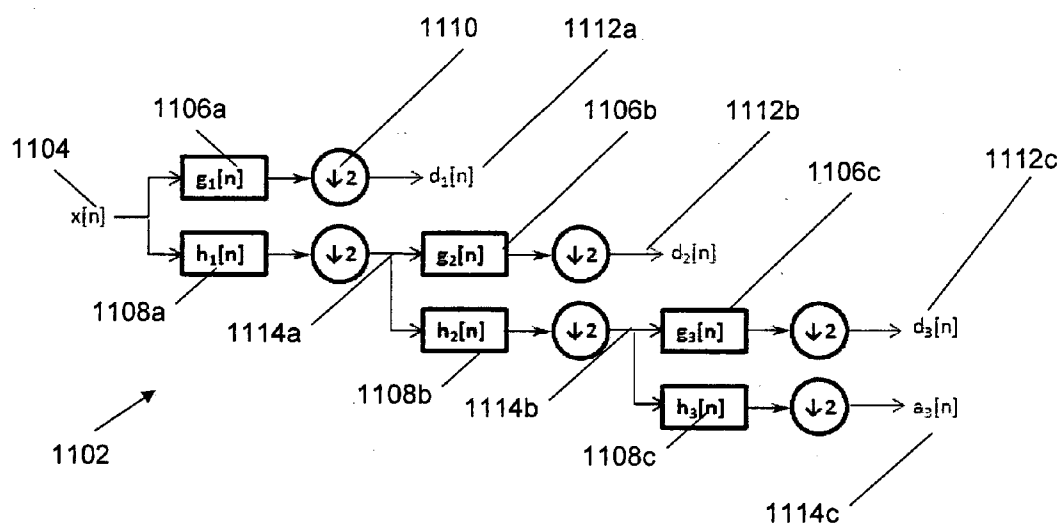 1110
1112a
1106a
1106b
1112b
1104
1112c
1106c
g₁[n]
↓2
d₁[n]
x[n]
h₁[n]
↓2
g₂[n]
↓2
d₂[n]
1108a
1114a
h₂[n]
↓2
g₃[n]
↓2
d₃[n]
1108b
1114b
h₃[n]
↓2
a₃[n]
1102
1108c
1114c